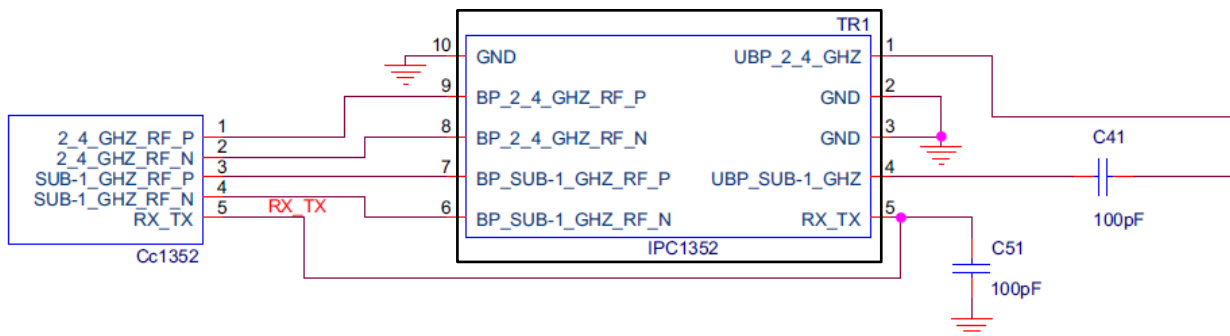 TR1
10
GND
UBP_2_4_GHZ
1
9
BP_2_4_GHZ_RF_P
GND
2
8
BP_2_4_GHZ_RF_N
GND
3
7
BP_SUB-1_GHZ_RF_P
UBP_SUB-1_GHZ
4
6
BP_SUB-1_GHZ_RF_N
RX_TX
5
IPC1352
2_4_GHZ_RF_P
1
2_4_GHZ_RF_N
2
SUB-1_GHZ_RF_P
3
SUB-1_GHZ_RF_N
4
RX_TX
5
RX_TX
Cc1352
C41
100pF
C51
100pF